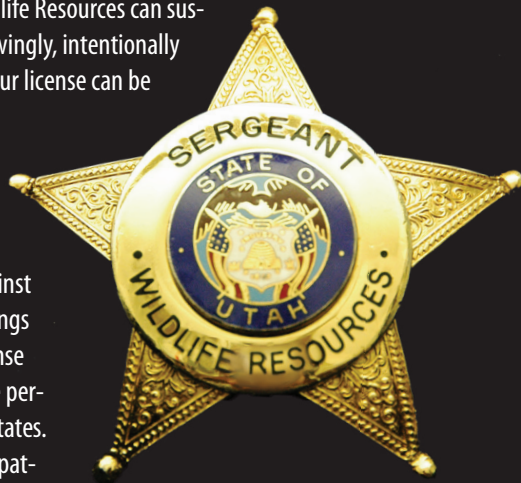 life Resources can sus-
wingly, intentionally
ur license can be
inst
ngs
nse
per-
tates.
pat-
SERGEANT
STATE OF
UTAH
WILDLIFE RESOURCES